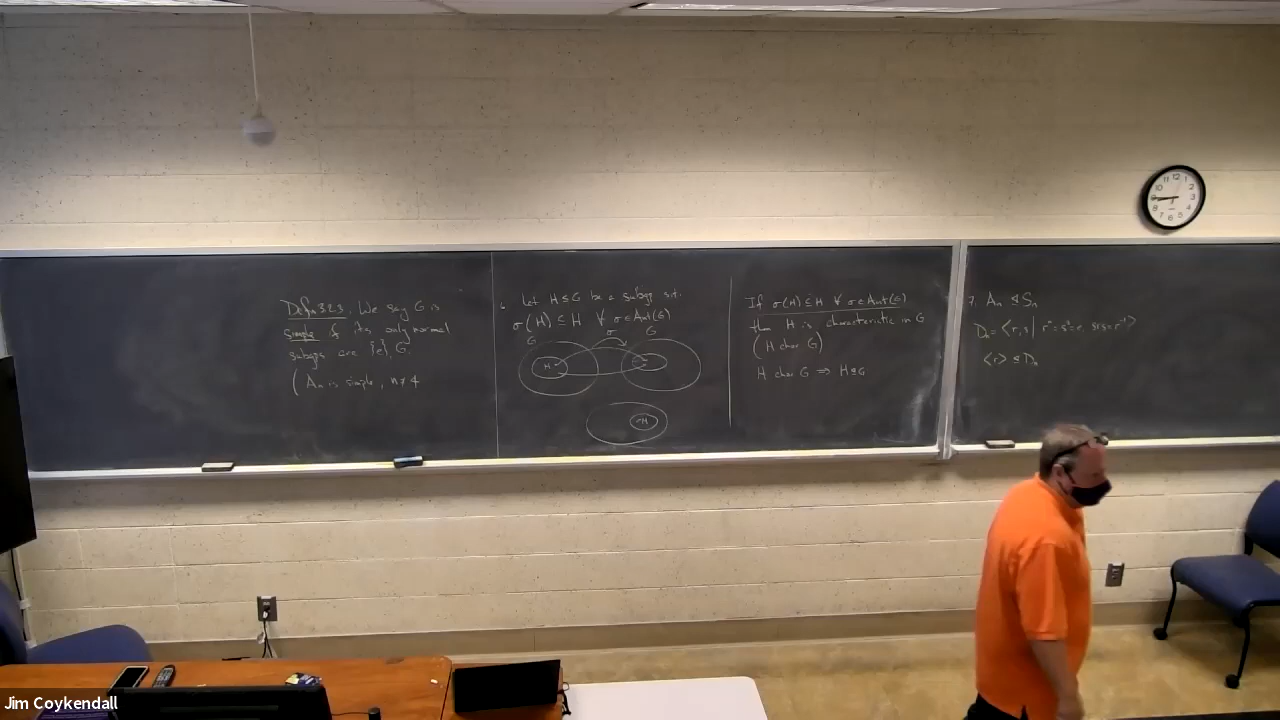 Defn 3.2.3. We say G is
simple if its only normal
subgps are {e}, G.
(An is simple, n≠4
6. Let H≤G be a subgp s.t.
σ(H)⊆H ∀ σ∈Aut(G)
G σ G
H
H
If σ(H)⊆H ∀ σ∈Aut(G)
then H is characteristic in G
(H char G)
H char G ⇒ H⊴G
7. An ⊴ Sn
Dn = ⟨r,s | rⁿ=s²=e, srs=r⁻¹⟩
⟨r⟩ ⊴ Dn
12
Jim Coykendall